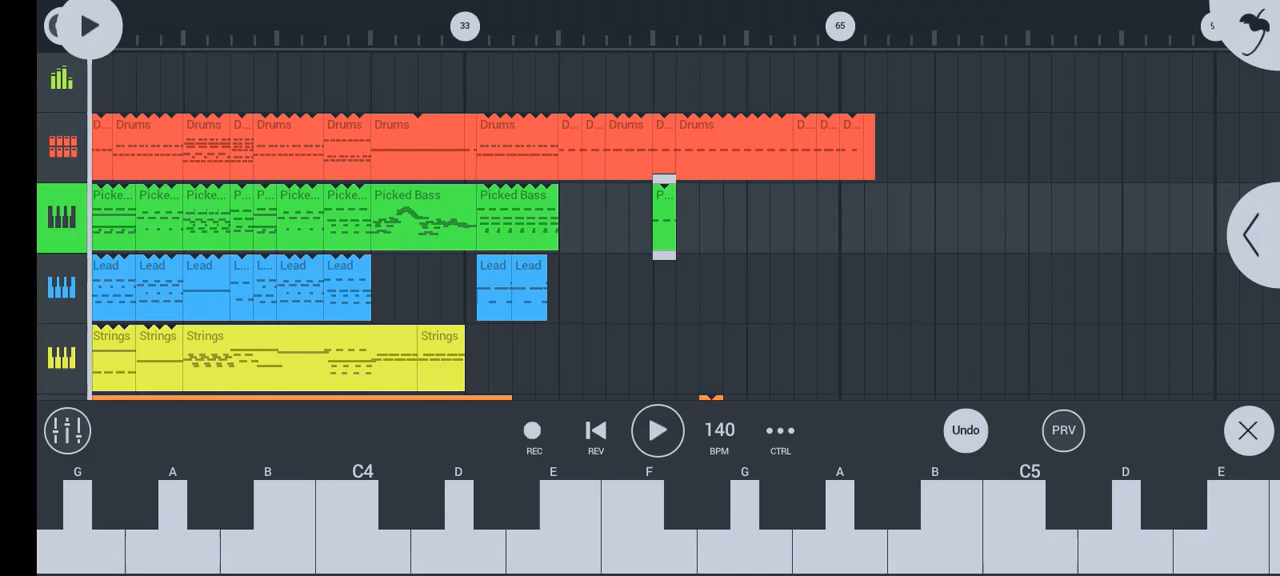 33 65
D... Drums Drums D... Drums Drums Drums Drums D... D... Drums D... Drums D... D... D...
Picke... Picke... Picke... P... P... Picke... Picke... Picked Bass Picked Bass P...
Lead Lead Lead L... L... Lead Lead Lead Lead
Strings Strings Strings Strings
140 Undo PRV
REC REV BPM CTRL
G A B C4 D E F G A B C5 D E